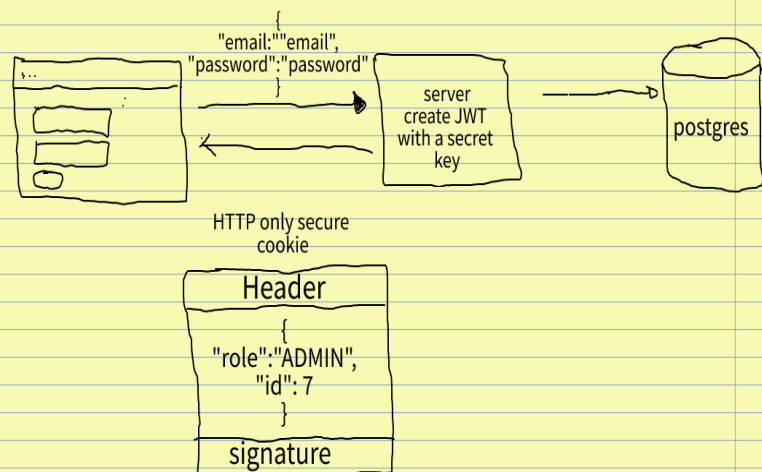 {
"email:""email",
"password":"password"
}
server
create JWT
with a secret
key
postgres
HTTP only secure
cookie
Header
{
"role":"ADMIN",
"id": 7
}
signature